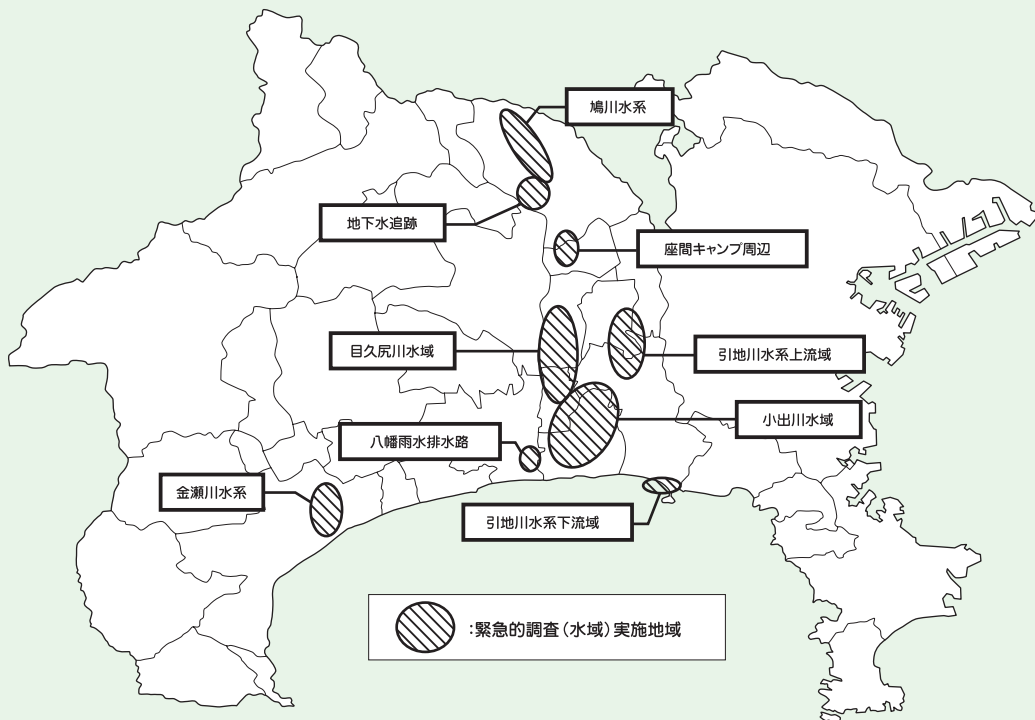 鳩川水系
地下水追跡
座間キャンプ周辺
目久尻川水域
引地川水系上流域
小出川水域
八幡雨水排水路
金瀬川水系
引地川水系下流域
:緊急的調査(水域)実施地域